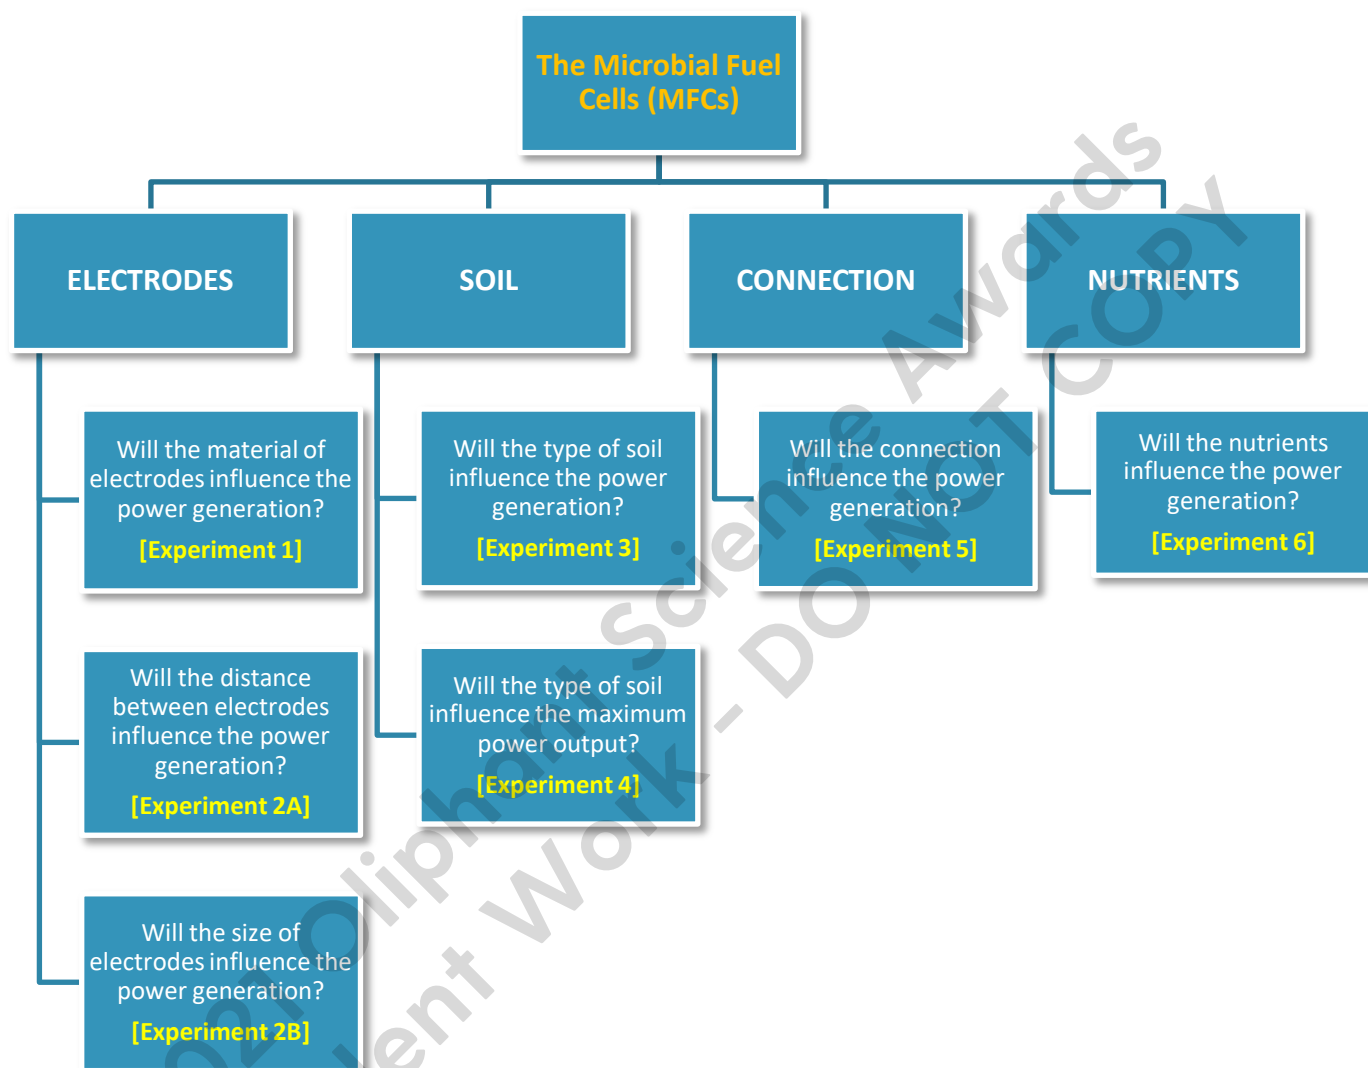 The Microbial Fuel
Cells (MFCs)
ELECTRODES
SOIL
CONNECTION
NUTRIENTS
Will the material of
electrodes influence the
power generation?
[Experiment 1]
Will the distance
between electrodes
influence the power
generation?
[Experiment 2A]
Will the size of
electrodes influence the
power generation?
[Experiment 2B]
Will the type of soil
influence the power
generation?
[Experiment 3]
Will the type of soil
influence the maximum
power output?
[Experiment 4]
Will the connection
influence the power
generation?
[Experiment 5]
Will the nutrients
influence the power
generation?
[Experiment 6]
021 Oliphant Science Awards
dent Work - DO NOT COPY